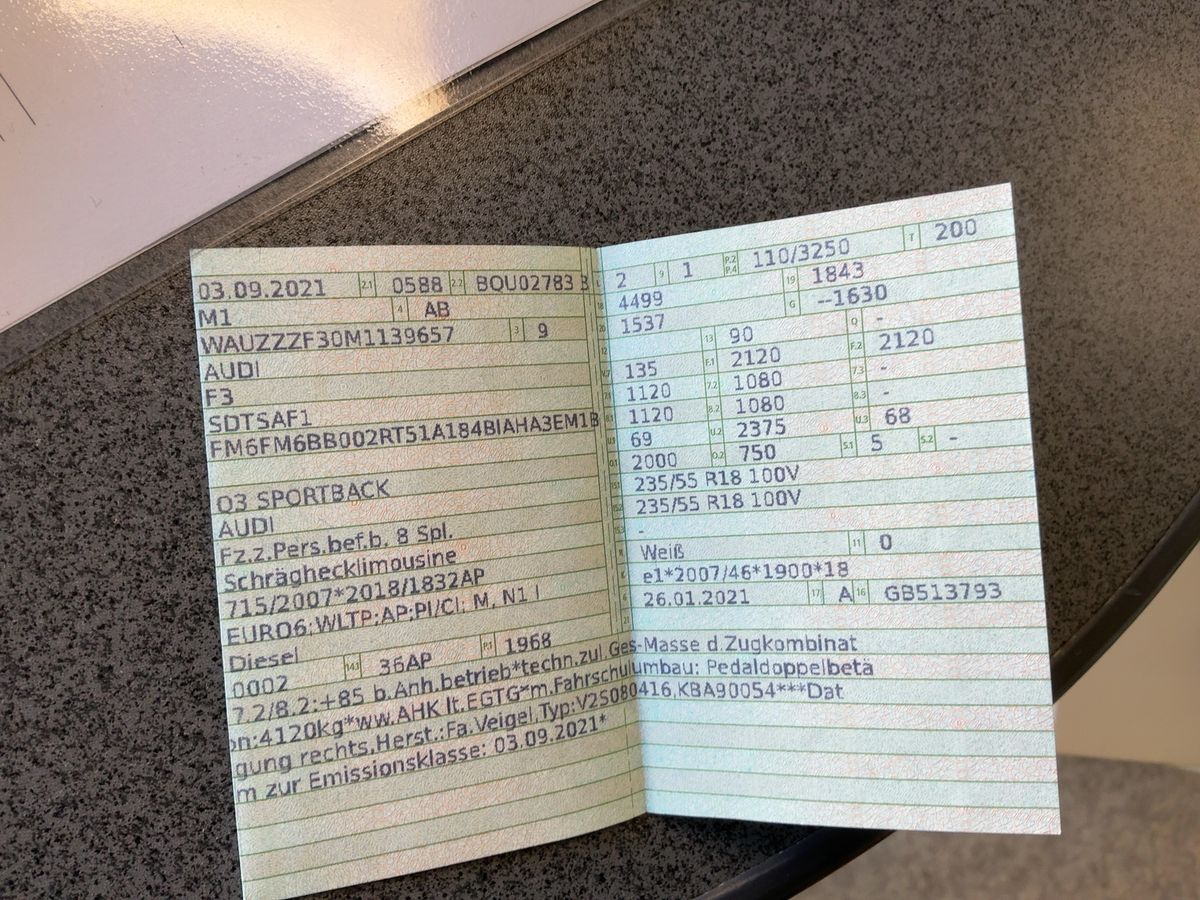 03.09.2021 2.1 0588 2.2 BOU02783 3
M1 4 AB
WAUZZZF30M1139657 3 9
AUDI
F3
SDTSAF1
FM6FM6BB002RT51A184BIAHA3EM1B
Q3 SPORTBACK
AUDI
Fz.z.Pers.bef.b. 8 Spl.
Schräghecklimousine
715/2007*2018/1832AP
EURO6;WLTP;AP;PI/CI; M, N1 I
Diesel
0002 14.1 36AP P.1 1968
2 9 1 P.2 P.4 110/3250 T 200
4499 19 1843
1537 G --1630
13 90 Q -
135 F.1 2120 F.2 2120
1120 7.2 1080 7.3 -
1120 8.2 1080 8.3 -
69 U.2 2375 U.3 68
2000 O.2 750 S.1 5 S.2 -
235/55 R18 100V
235/55 R18 100V
-
Weiß 11 0
e1*2007/46*1900*18
26.01.2021 17 A 16 GB513793
21
7.2/8.2:+85 b.Anh.betrieb*techn.zul.Ges-Masse d.Zugkombinat
on:4120kg*ww.AHK lt.EGTG*m.Fahrschulumbau: Pedaldoppelbetä
gung rechts,Herst.:Fa.Veigel,Typ:V2S080416,KBA90054***Dat
m zur Emissionsklasse: 03.09.2021*